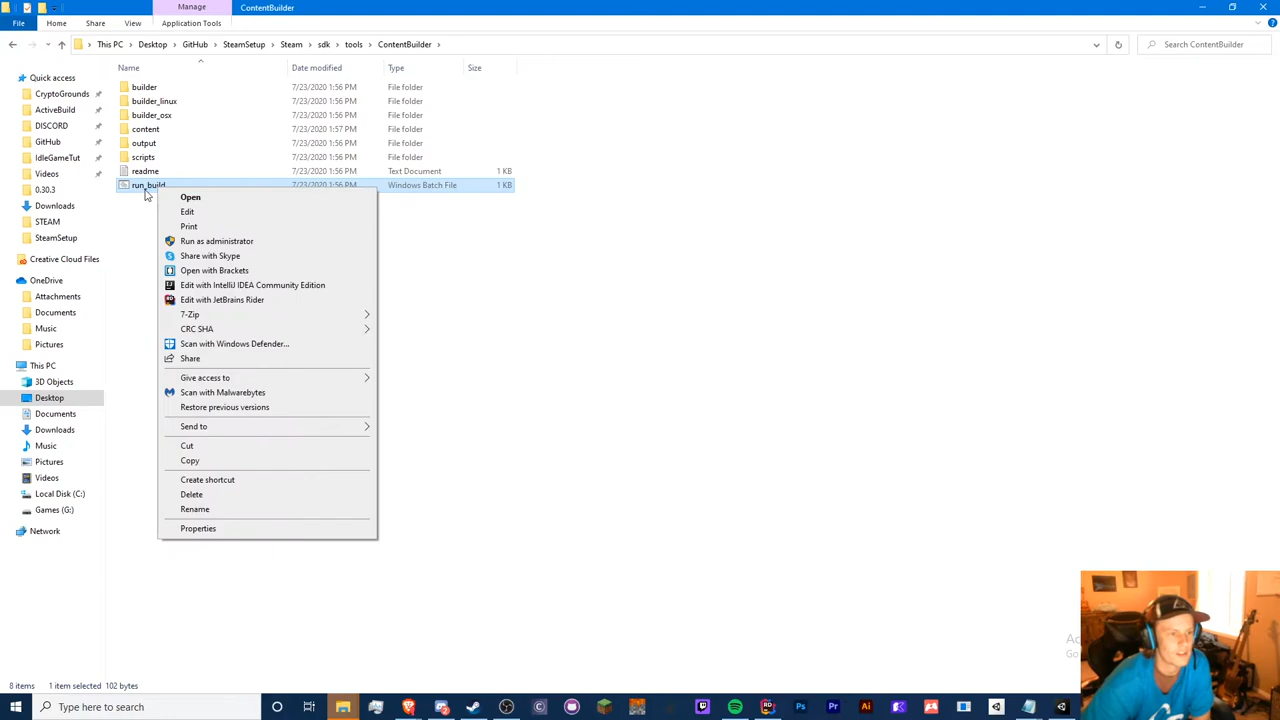 Manage
ContentBuilder
File
Home
Share
View
Application Tools
This PC
Desktop
GitHub
SteamSetup
Steam
sdk
tools
ContentBuilder
Search ContentBuilder
Name
Date modified
Type
Size
Quick access
CryptoGrounds
ActiveBuild
DISCORD
GitHub
IdleGameTut
Videos
0.30.3
Downloads
STEAM
SteamSetup
Creative Cloud Files
OneDrive
Attachments
Documents
Music
Pictures
This PC
3D Objects
Desktop
Documents
Downloads
Music
Pictures
Videos
Local Disk (C:)
Games (G:)
Network
builder 7/23/2020 1:56 PM File folder
builder_linux 7/23/2020 1:56 PM File folder
builder_osx 7/23/2020 1:56 PM File folder
content 7/23/2020 1:57 PM File folder
output 7/23/2020 1:56 PM File folder
scripts 7/23/2020 1:56 PM File folder
readme 7/23/2020 1:56 PM Text Document 1 KB
run_build 7/23/2020 1:56 PM Windows Batch File 1 KB
Open
Edit
Print
Run as administrator
Share with Skype
Open with Brackets
Edit with IntelliJ IDEA Community Edition
Edit with JetBrains Rider
7-Zip
CRC SHA
Scan with Windows Defender...
Share
Give access to
Scan with Malwarebytes
Restore previous versions
Send to
Cut
Copy
Create shortcut
Delete
Rename
Properties
8 items
1 item selected 102 bytes
Type here to search